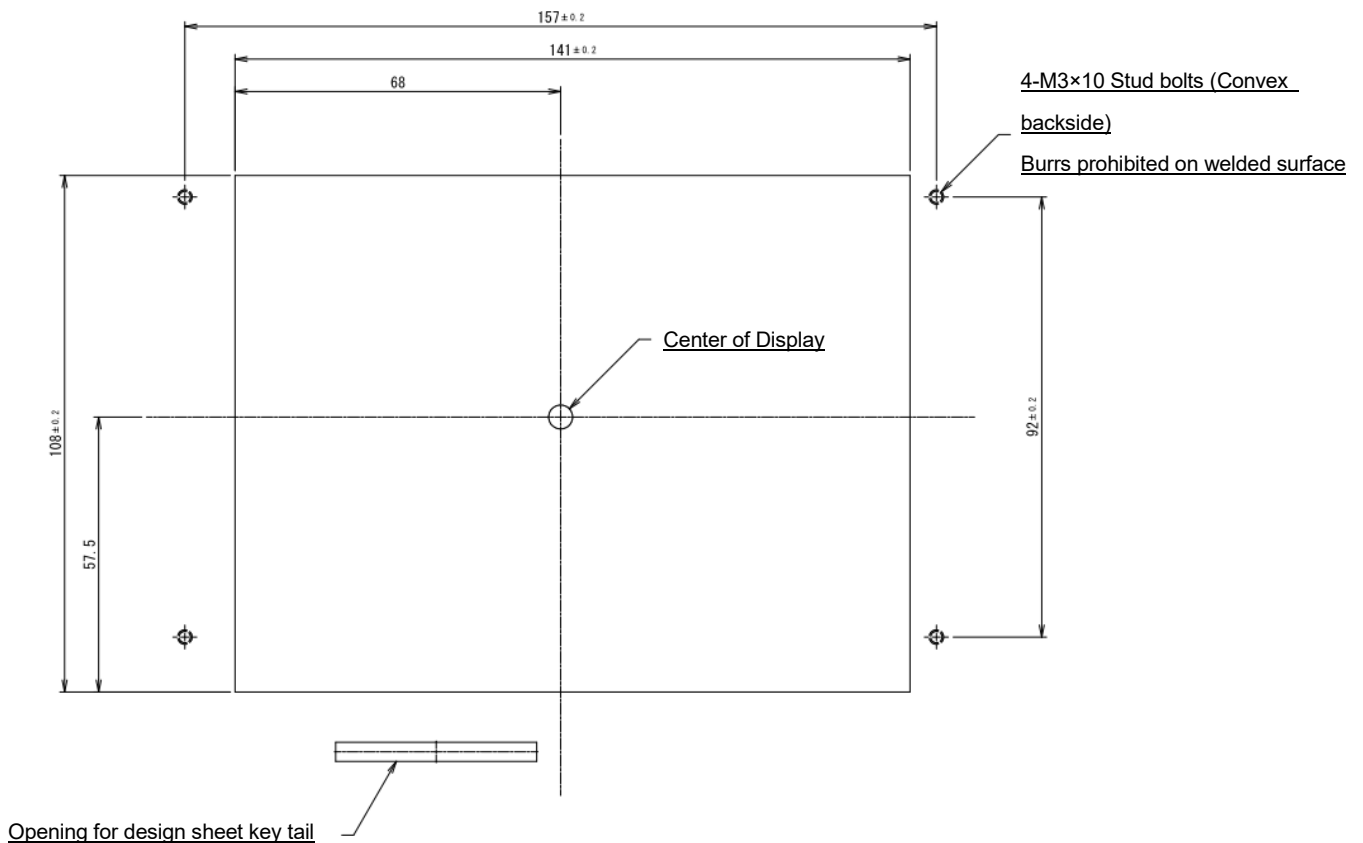 157±0.2
141±0.2
68
4-M3×10 Stud bolts (Convex
backside)
Burrs prohibited on welded surface
Center of Display
108±0.2
92±0.2
57.5
Opening for design sheet key tail